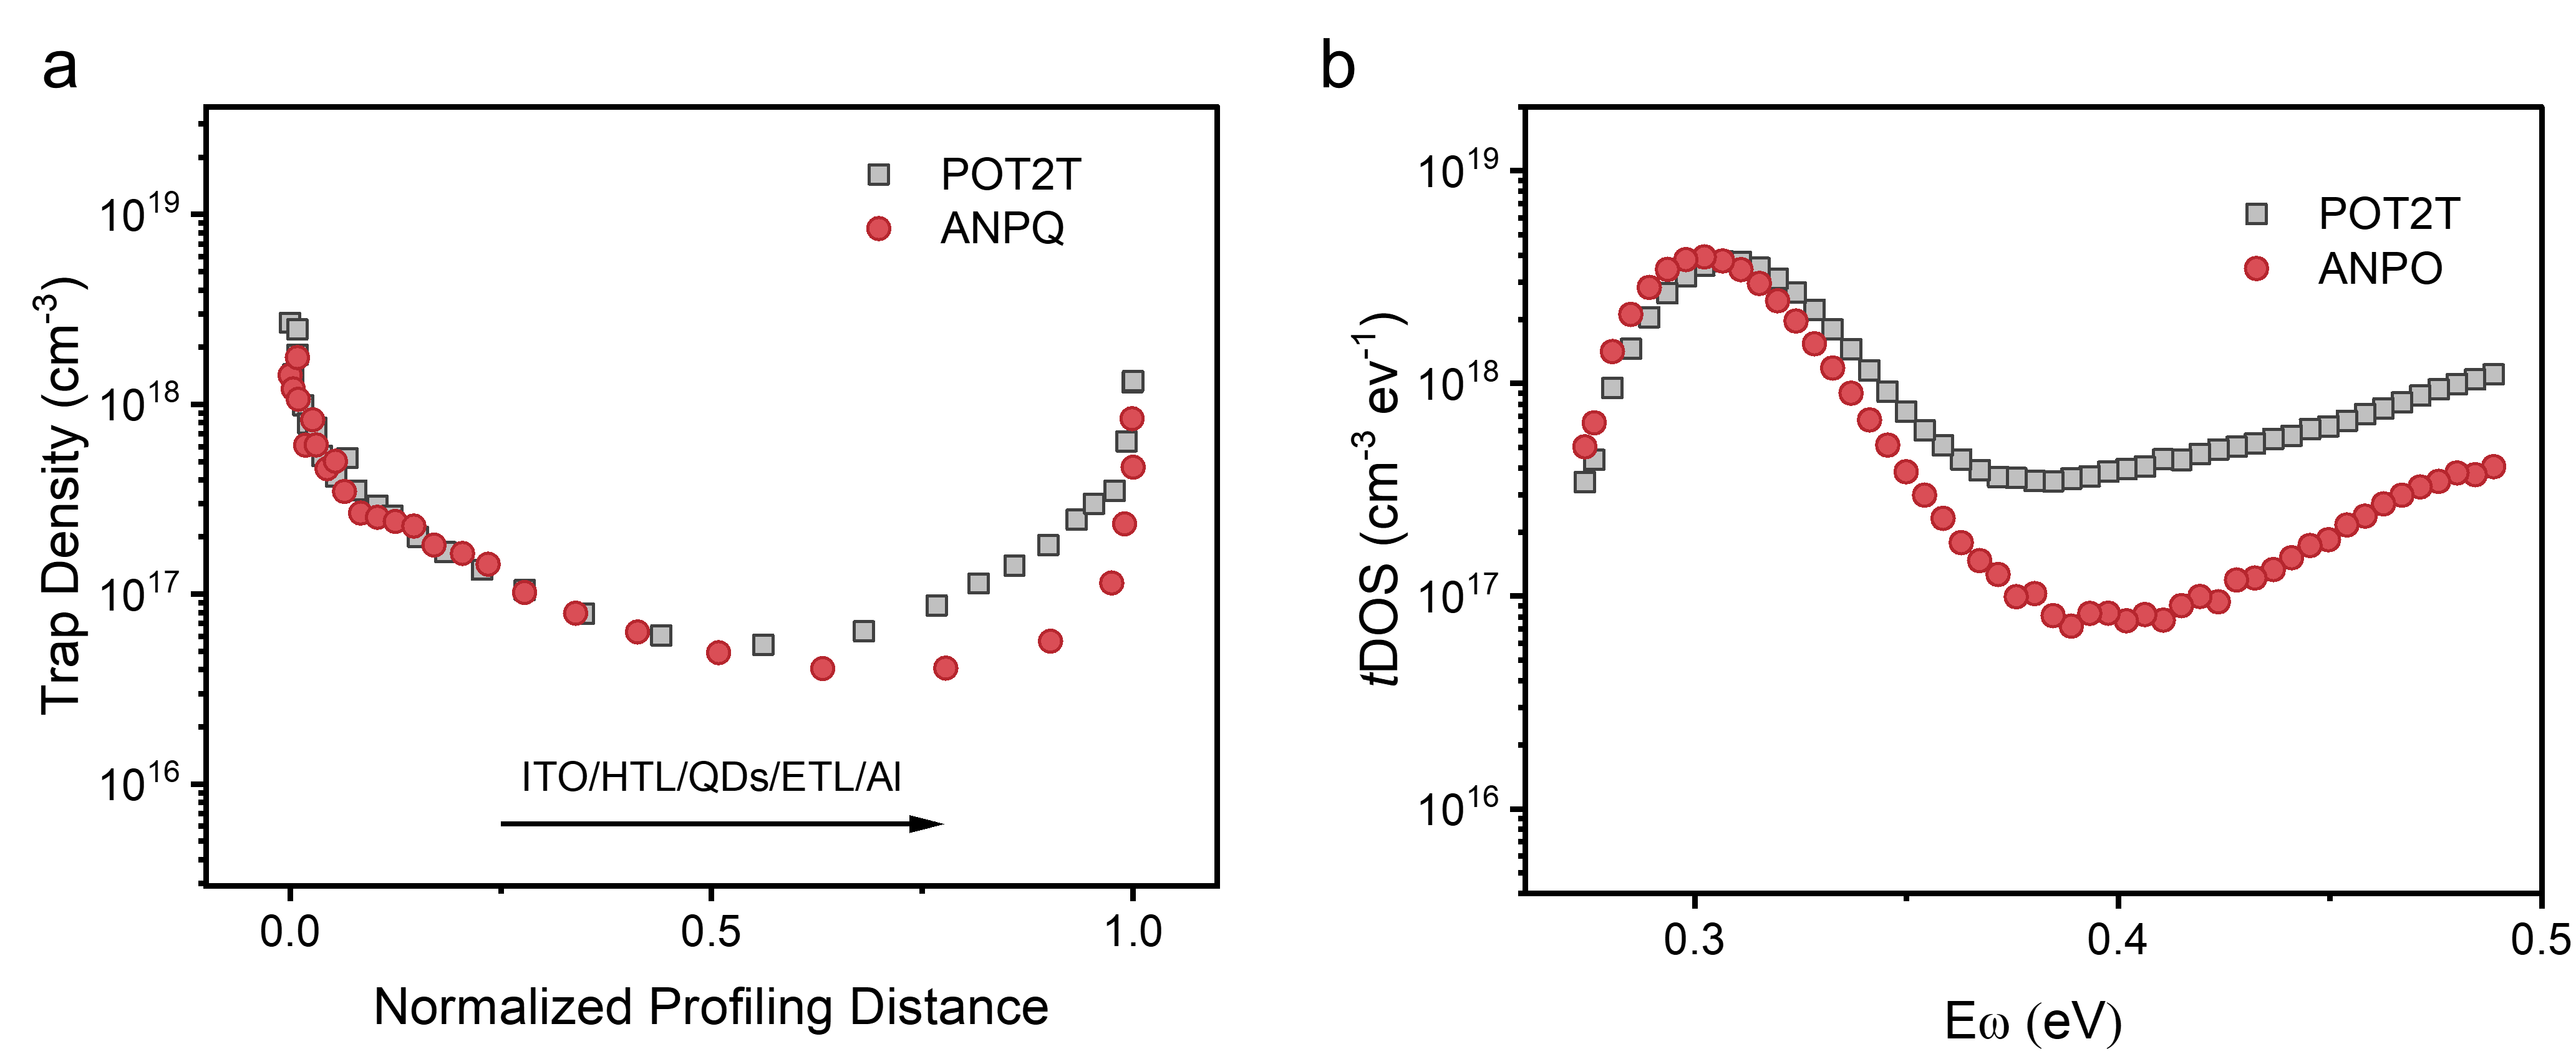 a
Trap Density (cm-3)
10^19
10^18
10^17
10^16
POT2T
ANPQ
ITO/HTL/QDs/ETL/Al
0.0 0.5 1.0
Normalized Profiling Distance
b
tDOS (cm-3 ev-1)
10^19
10^18
10^17
10^16
POT2T
ANPO
0.3 0.4 0.5
Eω (eV)